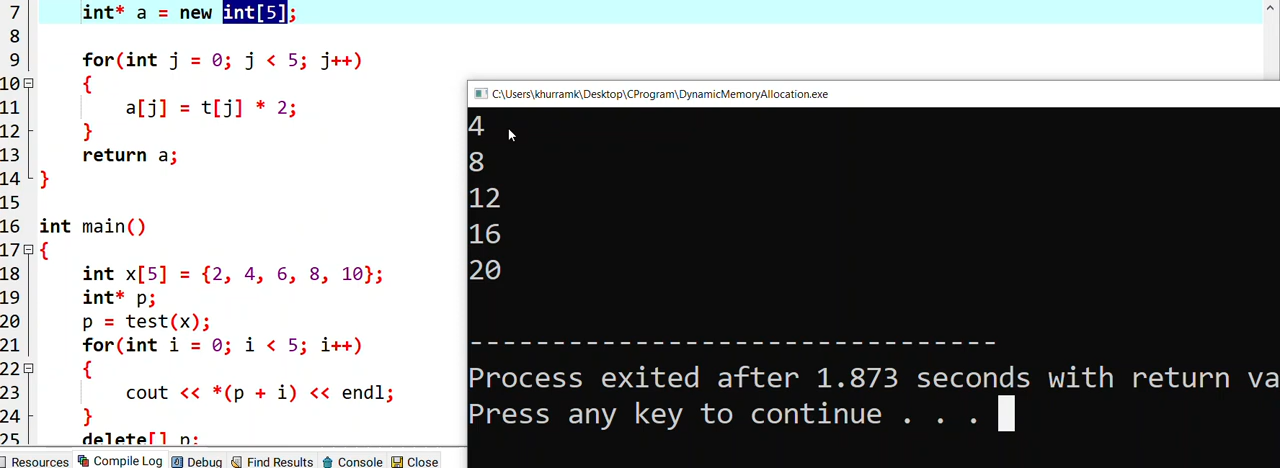 7 int* a = new int[5];
8
9 for(int j = 0; j < 5; j++)
10 {
11 a[j] = t[j] * 2;
12 }
13 return a;
14 }
15
16 int main()
17 {
18 int x[5] = {2, 4, 6, 8, 10};
19 int* p;
20 p = test(x);
21 for(int i = 0; i < 5; i++)
22 {
23 cout << *(p + i) << endl;
24 }
25 delete[] p;
Resources Compile Log Debug Find Results Console Close
C:\Users\khurramk\Desktop\CProgram\DynamicMemoryAllocation.exe
4
8
12
16
20
--------------------------------
Process exited after 1.873 seconds with return va
Press any key to continue . . .